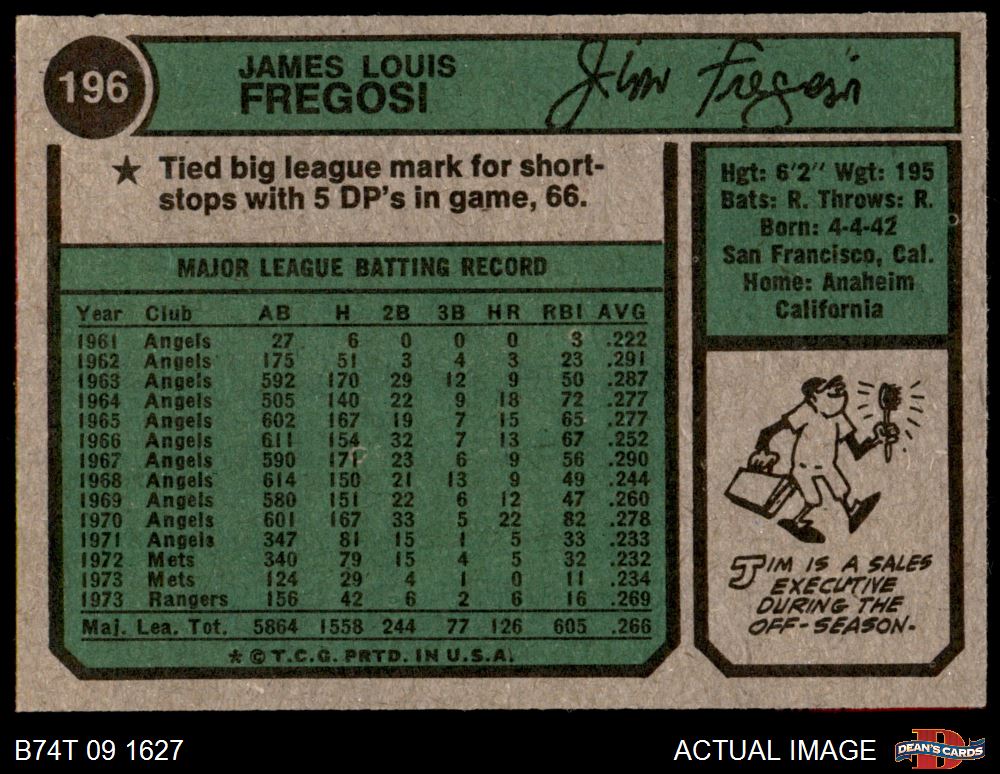 196
JAMES LOUIS
FREGOSI
Jim Fregosi
★ Tied big league mark for short-
stops with 5 DP's in game, 66.
MAJOR LEAGUE BATTING RECORD
Year Club AB H 2B 3B HR RBI AVG
1961 Angels 27 6 0 0 0 3 .222
1962 Angels 175 51 3 4 3 23 .291
1963 Angels 592 170 29 12 9 50 .287
1964 Angels 505 140 22 9 18 72 .277
1965 Angels 602 167 19 7 15 65 .277
1966 Angels 611 154 32 7 13 67 .252
1967 Angels 590 171 23 6 9 56 .290
1968 Angels 614 150 21 13 9 49 .244
1969 Angels 580 151 22 6 12 47 .260
1970 Angels 601 167 33 5 22 82 .278
1971 Angels 347 81 15 1 5 33 .233
1972 Mets 340 79 15 4 5 32 .232
1973 Mets 124 29 4 1 0 11 .234
1973 Rangers 156 42 6 2 6 16 .269
Maj. Lea. Tot. 5864 1558 244 77 126 605 .266
★ © T.C.G. PRTD. IN U.S.A.
Hgt: 6'2" Wgt: 195
Bats: R. Throws: R.
Born: 4-4-42
San Francisco, Cal.
Home: Anaheim
California
JIM IS A SALES
EXECUTIVE
DURING THE
OFF-SEASON.
B74T 09 1627
ACTUAL IMAGE
DEAN'S CARDS